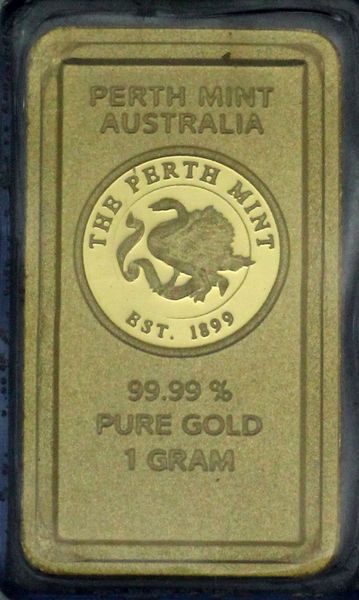 PERTH MINT
AUSTRALIA
THE PERTH MINT
EST. 1899
99.99 %
PURE GOLD
1 GRAM